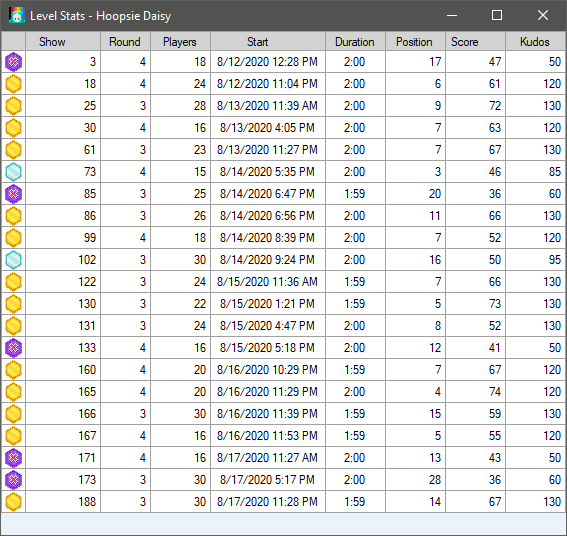 Level Stats - Hoopsie Daisy
Show Round Players Start Duration Position Score Kudos
3 4 18 8/12/2020 12:28 PM 2:00 17 47 50
18 4 24 8/12/2020 11:04 PM 2:00 6 61 120
25 3 28 8/13/2020 11:39 AM 2:00 9 72 130
30 4 16 8/13/2020 4:05 PM 2:00 7 63 120
61 3 23 8/13/2020 11:27 PM 2:00 7 67 130
73 4 15 8/14/2020 5:35 PM 2:00 3 46 85
85 3 25 8/14/2020 6:47 PM 1:59 20 36 60
86 3 26 8/14/2020 6:56 PM 2:00 11 66 130
99 4 18 8/14/2020 8:39 PM 2:00 7 52 120
102 3 30 8/14/2020 9:24 PM 2:00 16 50 95
122 3 24 8/15/2020 11:36 AM 1:59 7 66 130
130 3 22 8/15/2020 1:21 PM 1:59 5 73 130
131 3 24 8/15/2020 4:47 PM 2:00 8 52 130
133 4 16 8/15/2020 5:18 PM 2:00 12 41 50
160 4 20 8/16/2020 10:29 PM 1:59 7 67 120
165 4 20 8/16/2020 11:29 PM 2:00 4 74 120
166 3 30 8/16/2020 11:39 PM 1:59 15 59 130
167 4 16 8/16/2020 11:53 PM 1:59 5 55 120
171 4 16 8/17/2020 11:27 AM 2:00 13 43 50
173 3 30 8/17/2020 5:17 PM 2:00 28 36 60
188 3 30 8/17/2020 11:28 PM 1:59 14 67 130